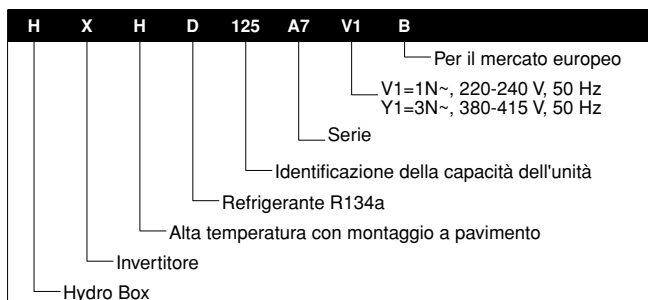 H X H D 125 A7 V1 B
Per il mercato europeo
V1=1N~, 220-240 V, 50 Hz
Y1=3N~, 380-415 V, 50 Hz
Serie
Identificazione della capacità dell'unità
Refrigerante R134a
Alta temperatura con montaggio a pavimento
Invertitore
Hydro Box